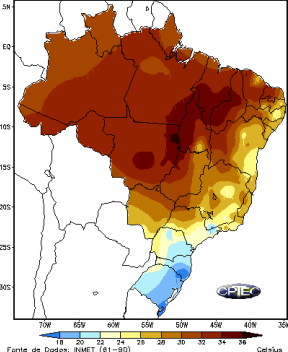 5N
EQ
5S
10S
15S
20S
25S
30S
70W 65W 60W 55W 50W 45W 40W 35W
CPTEC
18 20 22 24 26 28 30 32 34 36
Fonte de Dados: INMET (61-90) Celsius